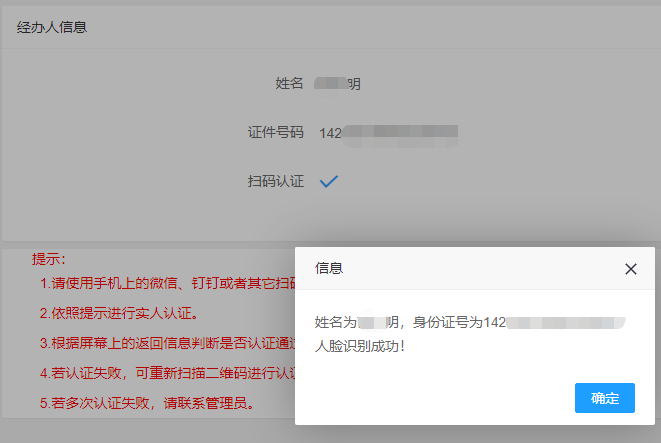 经办人信息
姓名 明
证件号码 142
扫码认证
提示：
1.请使用手机上的微信、钉钉或者其它扫码
2.依照提示进行实人认证。
3.根据屏幕上的返回信息判断是否认证通过
4.若认证失败，可重新扫描二维码进行认证
5.若多次认证失败，请联系管理员。
信息
姓名为 明，身份证号为142
人脸识别成功！
确定